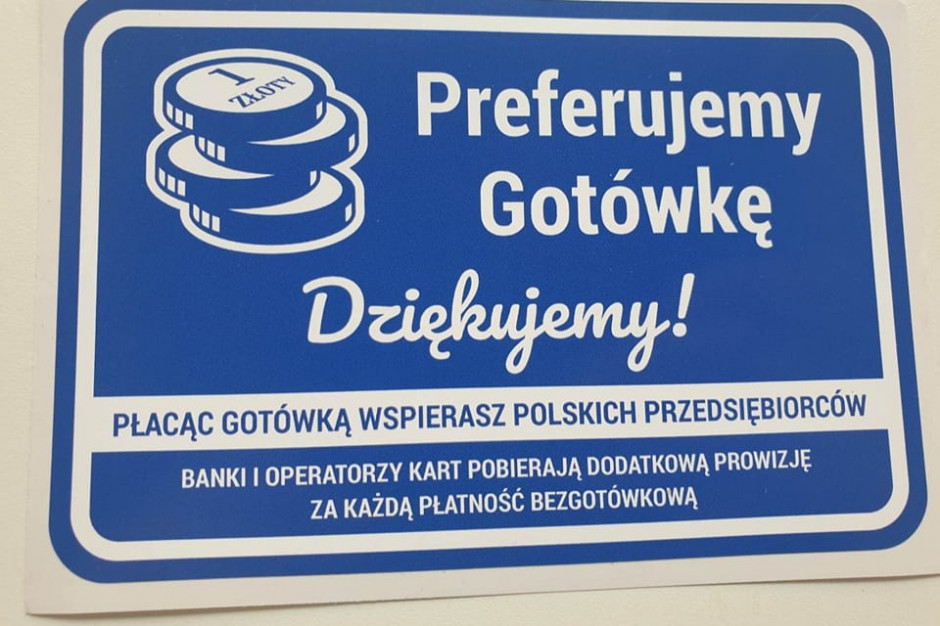 1
ZŁOTY
Preferujemy
Gotówkę
Dziękujemy!
PŁACĄC GOTÓWKĄ WSPIERASZ POLSKICH PRZEDSIĘBIORCÓW
BANKI I OPERATORZY KART POBIERAJĄ DODATKOWĄ PROWIZJĘ
ZA KAŻDĄ PŁATNOŚĆ BEZGOTÓWKOWĄ